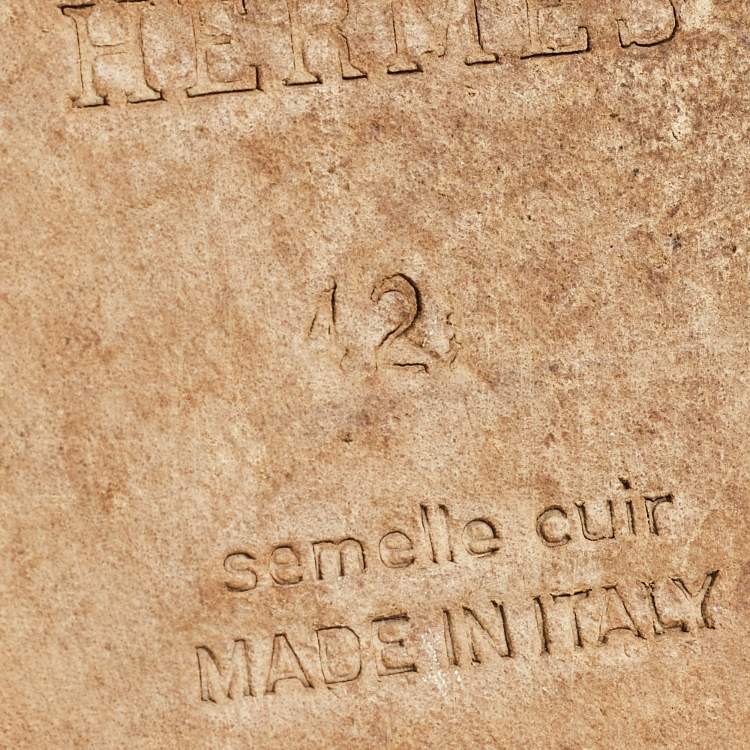 HERMES
42
semelle cuir
MADE IN ITALY